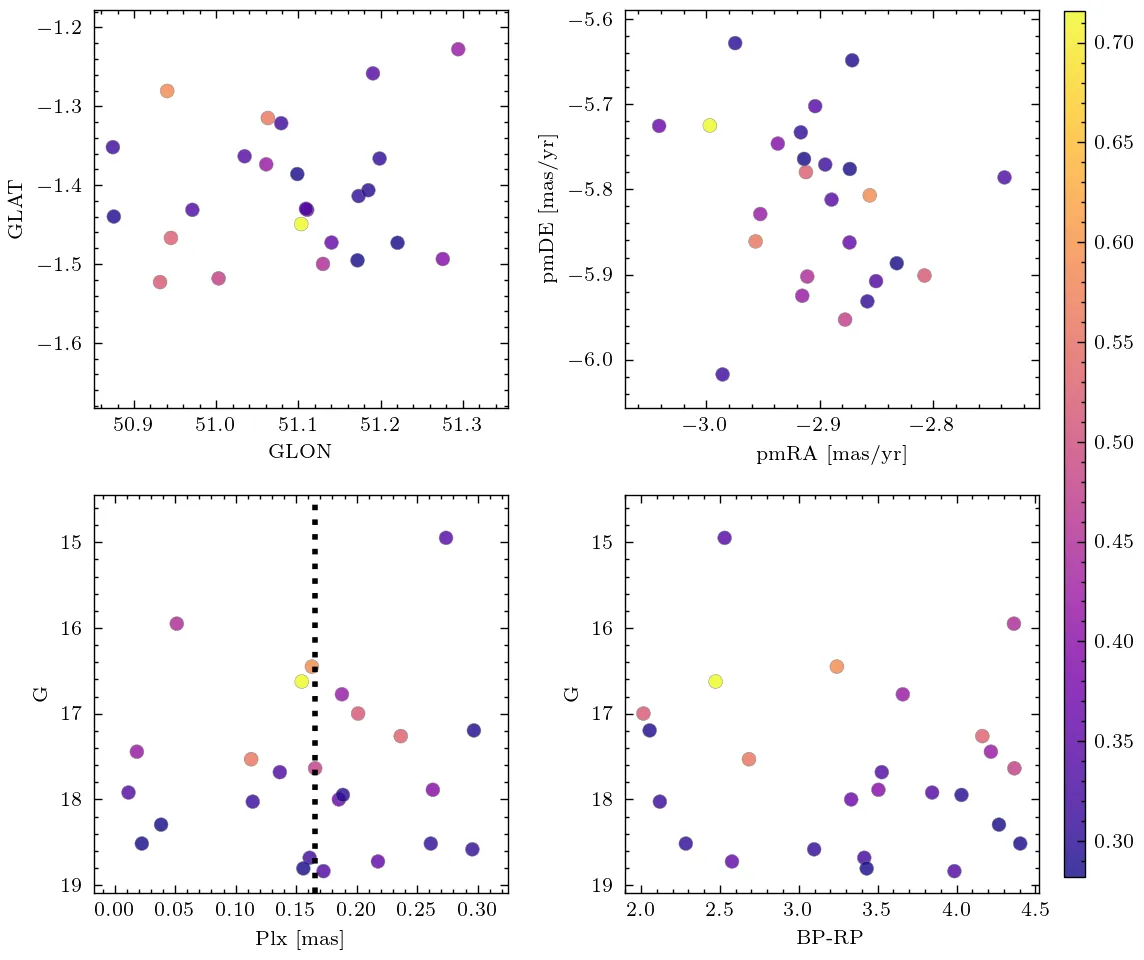 −1.2
−1.3
−1.4
−1.5
−1.6
GLAT
50.9 51.0 51.1 51.2 51.3
GLON
−5.6
−5.7
−5.8
−5.9
−6.0
pmDE [mas/yr]
−3.0 −2.9 −2.8
pmRA [mas/yr]
15
16
17
18
19
G
0.00 0.05 0.10 0.15 0.20 0.25 0.30
Plx [mas]
15
16
17
18
19
G
2.0 2.5 3.0 3.5 4.0 4.5
BP-RP
0.70
0.65
0.60
0.55
0.50
0.45
0.40
0.35
0.30